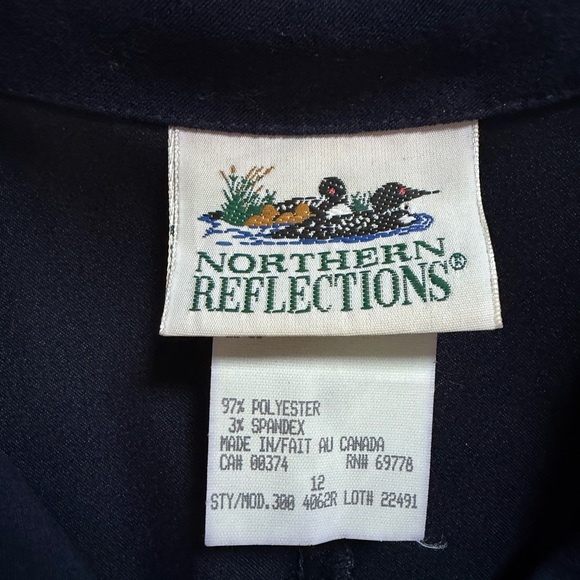 NORTHERN
REFLECTIONS®
97% POLYESTER
3% SPANDEX
MADE IN/FAIT AU CANADA
CA# 00374 RN# 69778
12
STY/MOD.300 4062R LOT# 22491